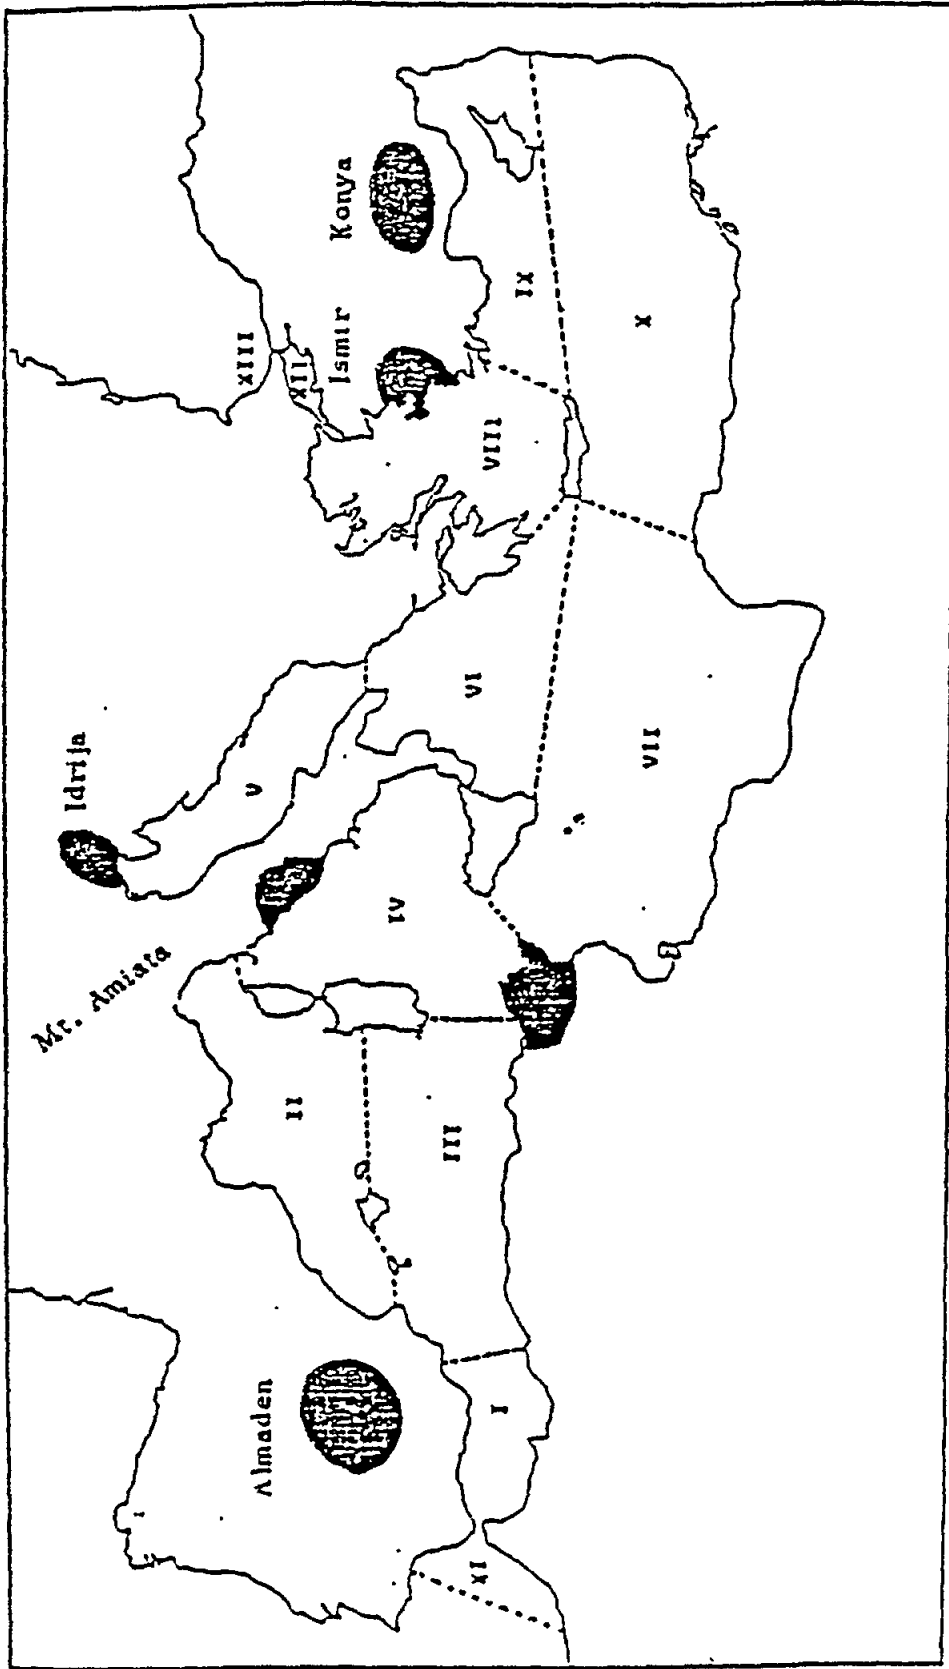 Idrija
Mt. Amiata
Almaden
Ismir
Konya
I
II
III
IV
V
VI
VII
VIII
IX
X
XI
XII
XIII